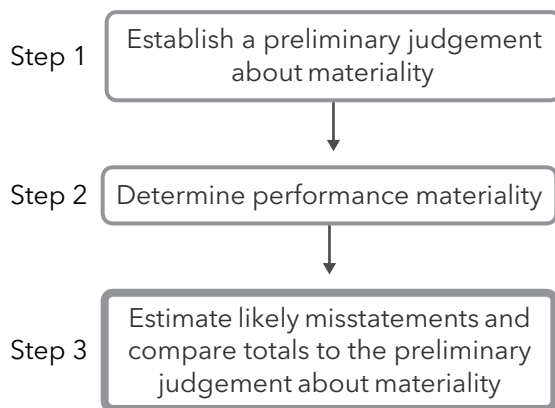 Step 1
Establish a preliminary judgement
about materiality
Step 2
Determine performance materiality
Step 3
Estimate likely misstatements and
compare totals to the preliminary
judgement about materiality